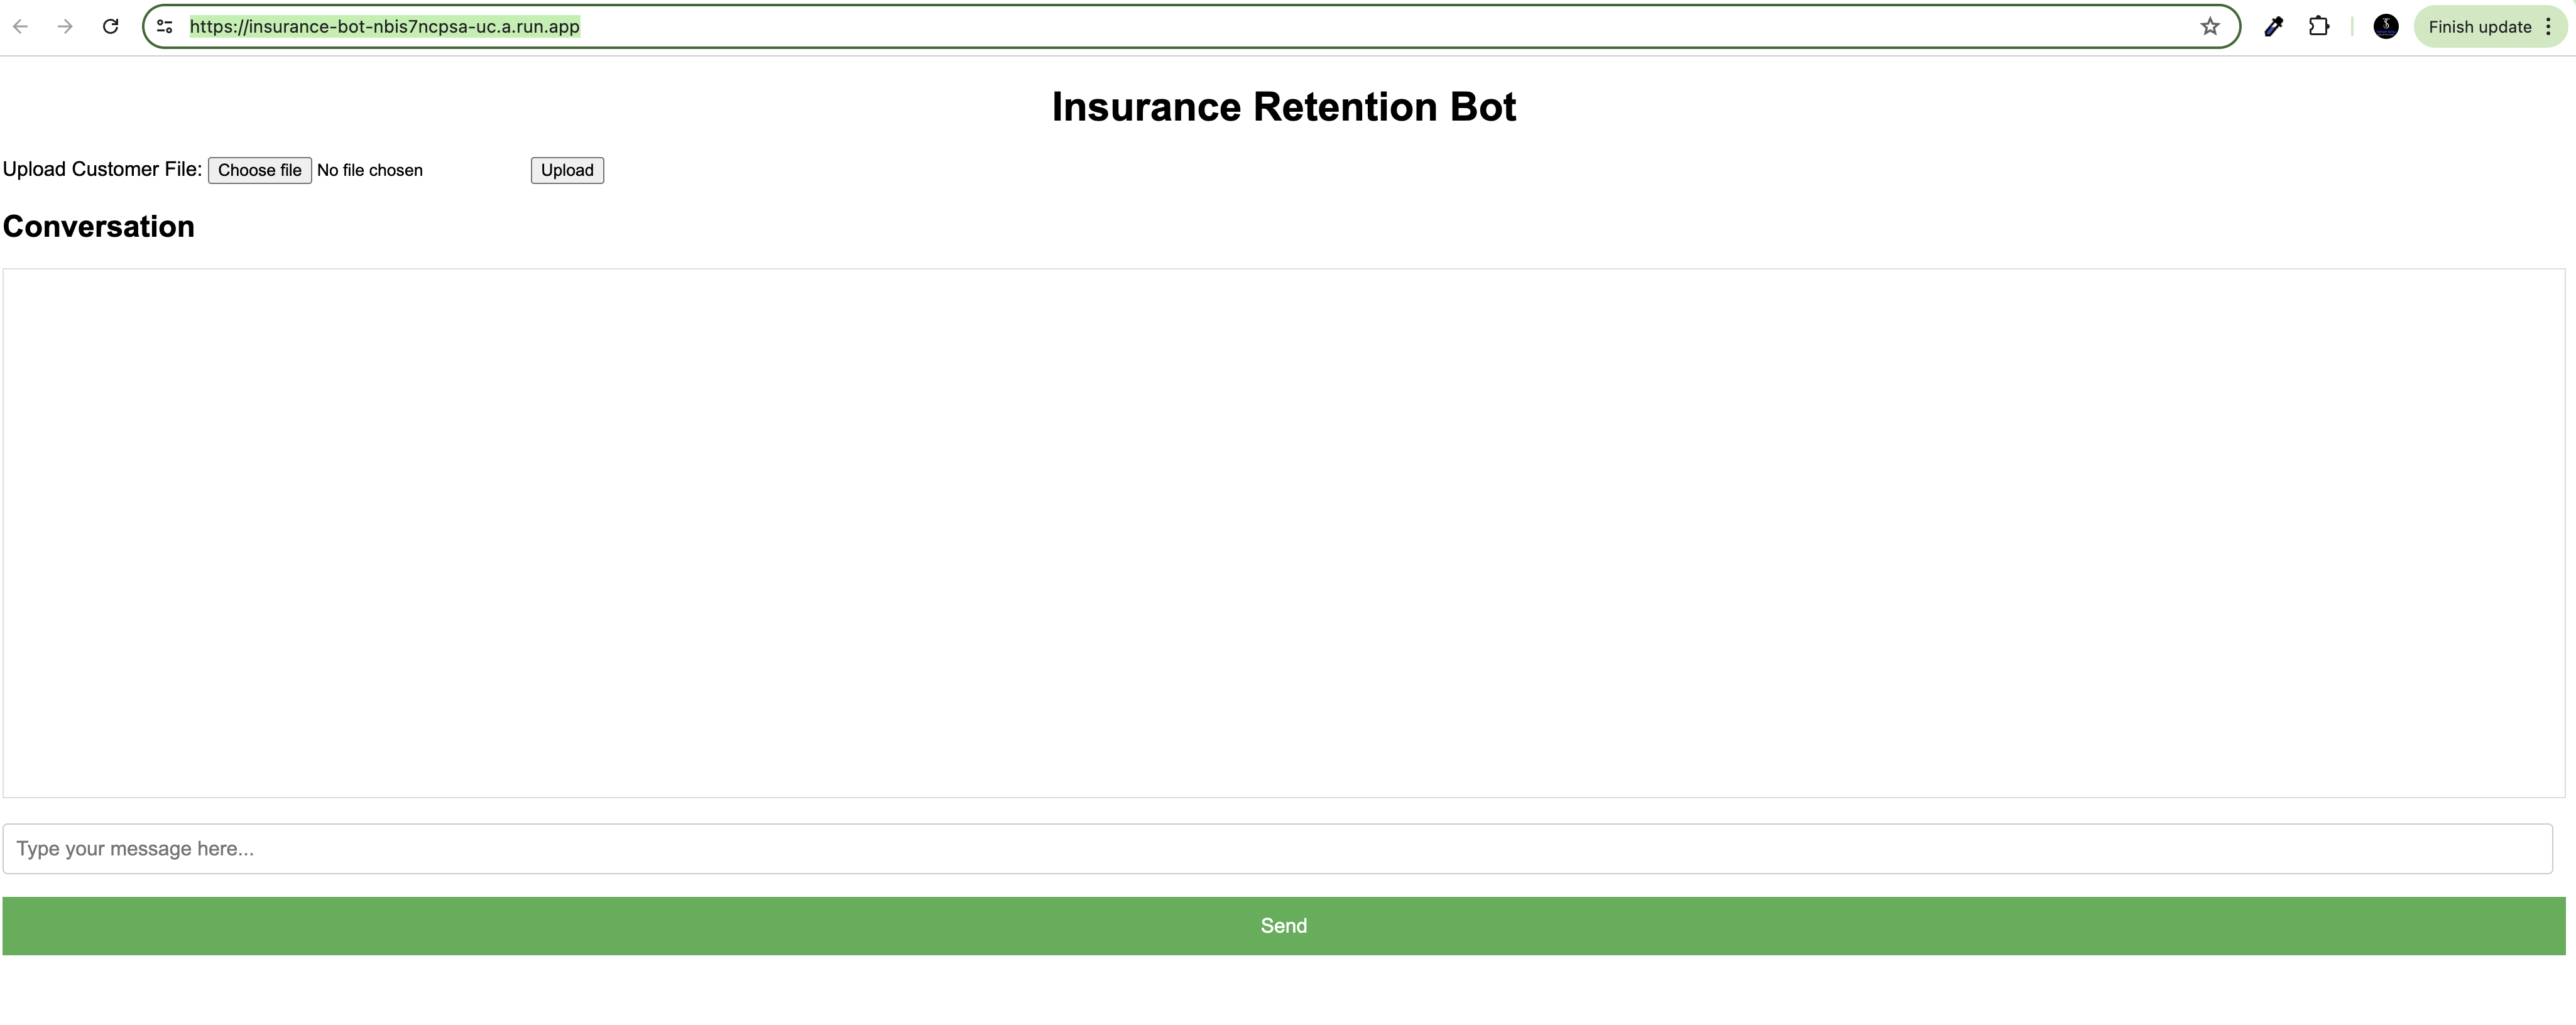 https://insurance-bot-nbis7ncpsa-uc.a.run.app
Finish update
Insurance Retention Bot
Upload Customer File: Choose file No file chosen Upload
Conversation
Type your message here...
Send